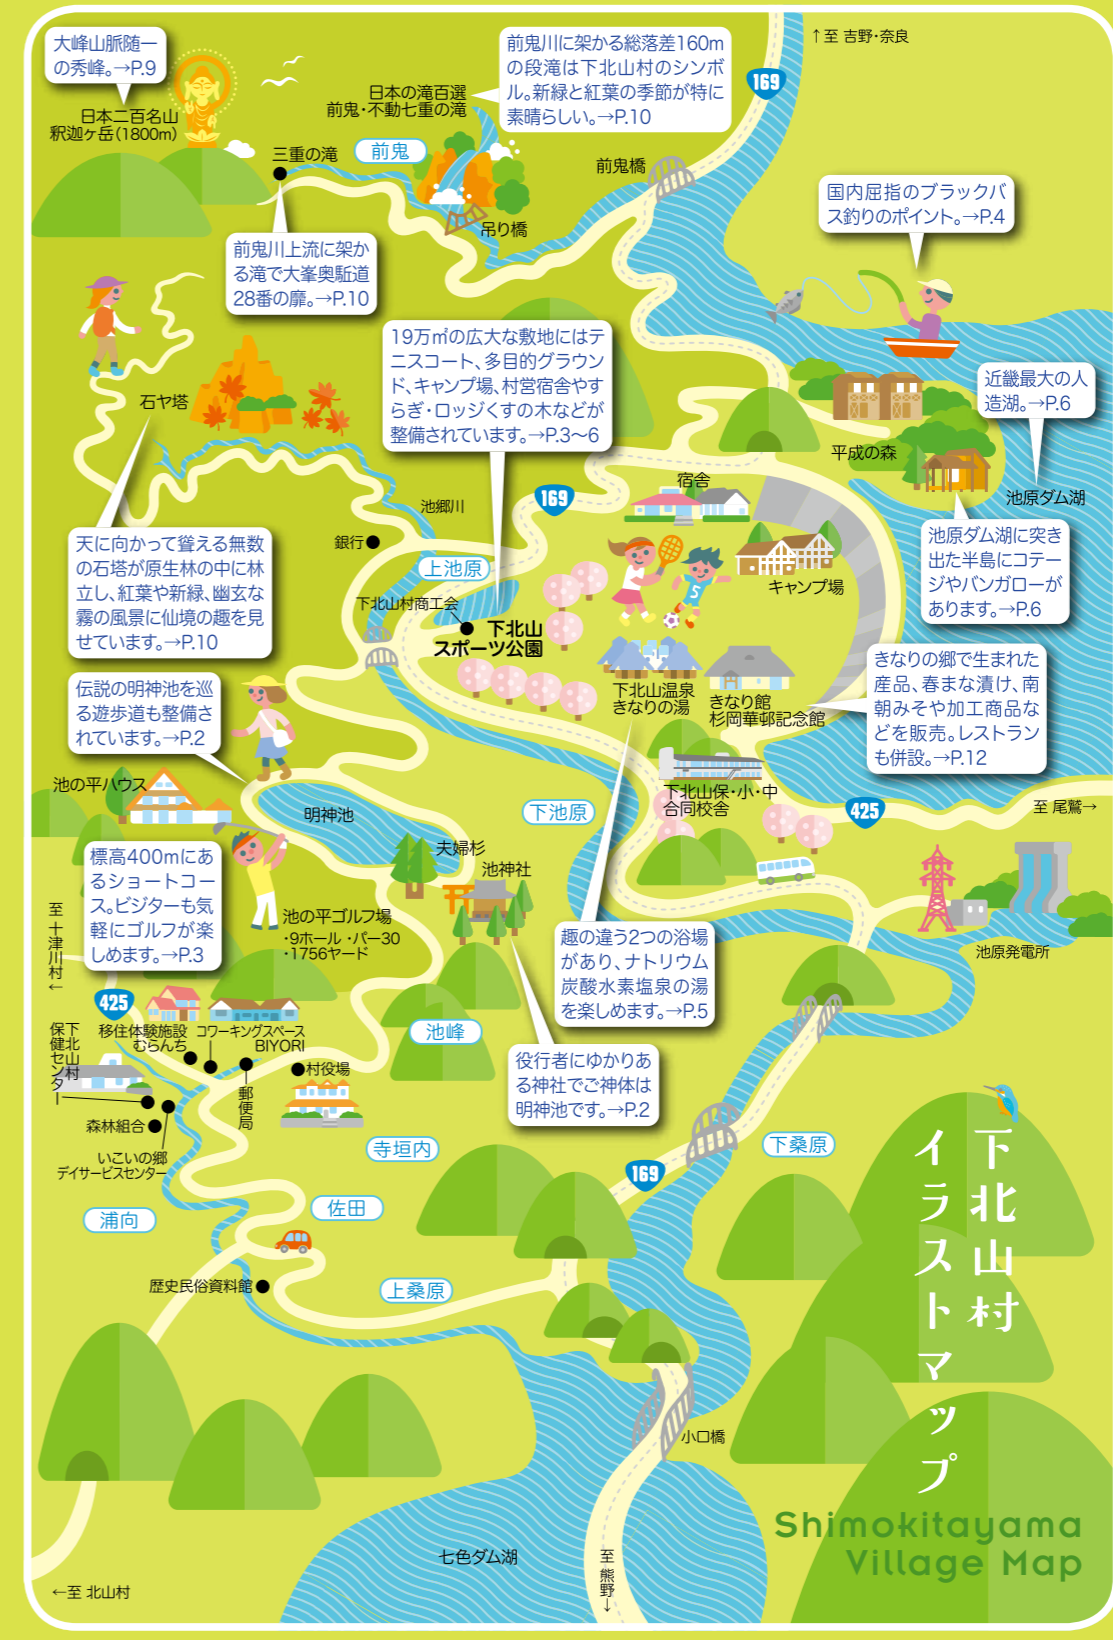 大峰山脈随一
の秀峰。→P.9
日本二百名山
釈迦ヶ岳(1800m)
前鬼川に架かる総落差160m
の段滝は下北山村のシンボ
ル。新緑と紅葉の季節が特に
素晴らしい。→P.10
日本の滝百選
前鬼・不動七重の滝
↑至 吉野・奈良
169
三重の滝
前鬼
前鬼橋
吊り橋
国内屈指のブラックバ
ス釣りのポイント。→P.4
前鬼川上流に架か
る滝で大峯奥駈道
28番の靡。→P.10
19万㎡の広大な敷地にはテ
ニスコート、多目的グラウン
ド、キャンプ場、村営宿舎やす
らぎ・ロッジくすの木などが
整備されています。→P.3〜6
近畿最大の人
造湖。→P.6
石ヤ塔
平成の森
池原ダム湖
宿舎
169
池郷川
銀行
上池原
天に向かって聳える無数
の石塔が原生林の中に林
立し、紅葉や新緑、幽玄な
霧の風景に仙境の趣を見
せています。→P.10
池原ダム湖に突き
出た半島にコテー
ジやバンガローが
あります。→P.6
キャンプ場
下北山村商工会
下北山
スポーツ公園
きなりの郷で生まれた
産品、春まな漬け、南
朝みそや加工商品な
どを販売。レストラン
も併設。→P.12
伝説の明神池を巡
る遊歩道も整備さ
れています。→P.2
下北山温泉
きなりの湯
きなり館
杉岡華邨記念館
池の平ハウス
明神池
下池原
下北山保・小・中
合同校舎
425
至 尾鷲→
標高400mにあ
るショートコー
ス。ビジターも気
軽にゴルフが楽
しめます。→P.3
夫婦杉
池神社
池の平ゴルフ場
・9ホール ・パー30
・1756ヤード
趣の違う2つの浴場
があり、ナトリウム
炭酸水素塩泉の湯
を楽しめます。→P.5
池原発電所
至 十津川村←
425
移住体験施設
むらんち
コワーキングスペース
BIYORI
池峰
役行者にゆかりあ
る神社でご神体は
明神池です。→P.2
下北山村
保健センター
村役場
郵便局
森林組合
いこいの郷
デイサービスセンター
寺垣内
169
下桑原
浦向
佐田
歴史民俗資料館
上桑原
下北山村
イラストマップ
小口橋
Shimokitayama
Village Map
七色ダム湖
至 熊野→
←至 北山村